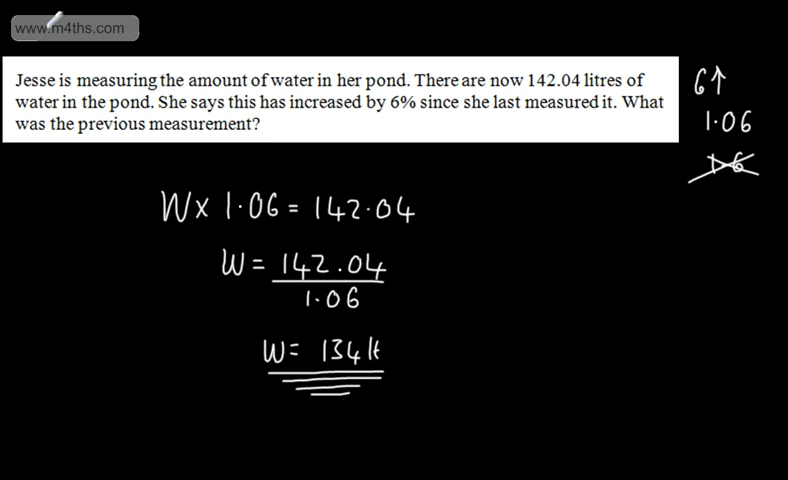 www.m4ths.com
Jesse is measuring the amount of water in her pond. There are now 142.04 litres of
water in the pond. She says this has increased by 6% since she last measured it. What
was the previous measurement?
6↑
1·06
1·6
W x 1·06 = 142·04
W = 142.04
1·06
W = 134 lt